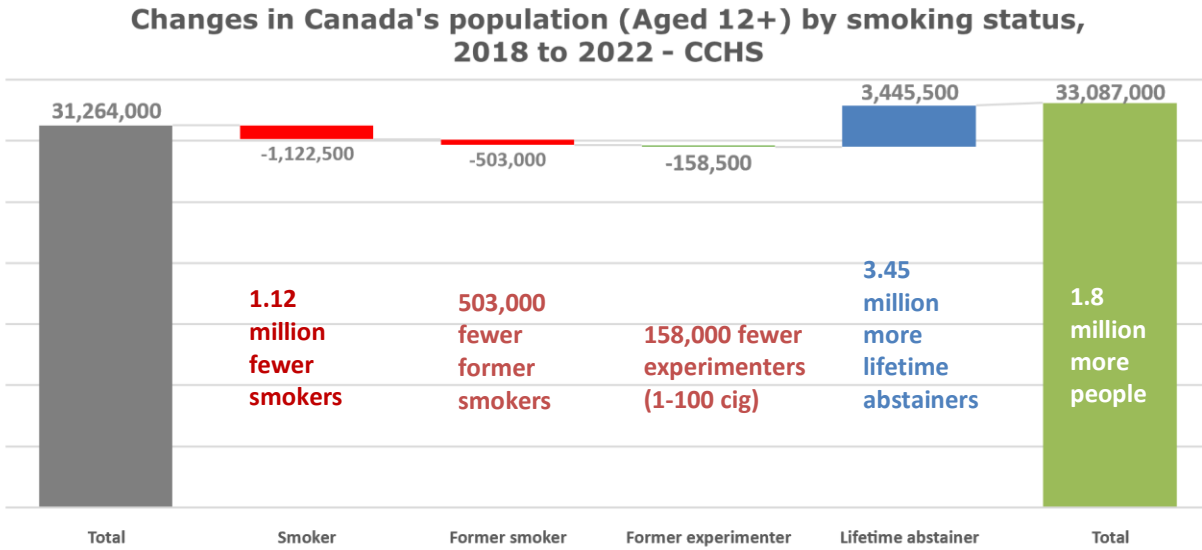 Changes in Canada's population (Aged 12+) by smoking status,
2018 to 2022 - CCHS
31,264,000
-1,122,500
-503,000
-158,500
3,445,500
33,087,000
1.12
million
fewer
smokers
503,000
fewer
former
smokers
158,000 fewer
experimenters
(1-100 cig)
3.45
million
more
lifetime
abstainers
1.8
million
more
people
Total
Smoker
Former smoker
Former experimenter
Lifetime abstainer
Total